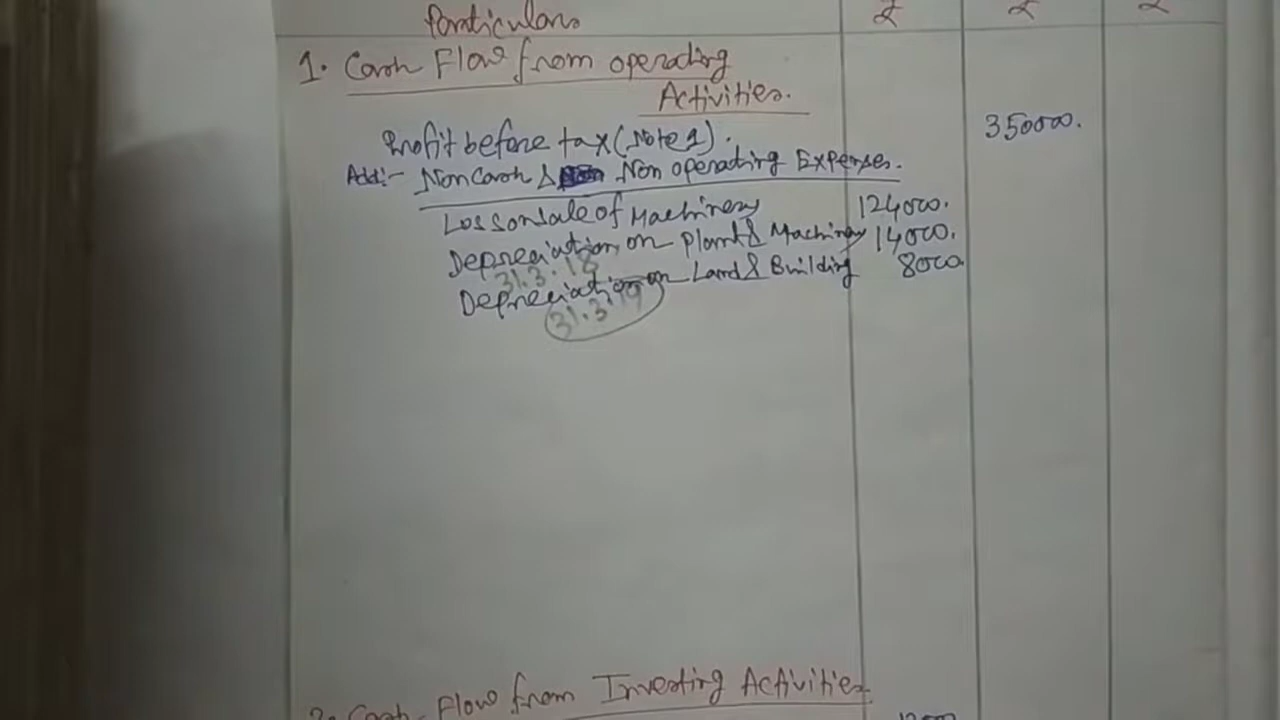 Particulars ₹ ₹ ₹
1. Cash Flow from operating
Activities.
Profit before tax (Note 1). 350000.
Add:- Non Cash & Non operating Expenses.
Loss on sale of Machinery 124000.
Depreciation on Plant & Machinery 14000.
31.3.18
Depreciation on Land & Building 8000.
31.3.19
2. Cash Flow from Investing Activities